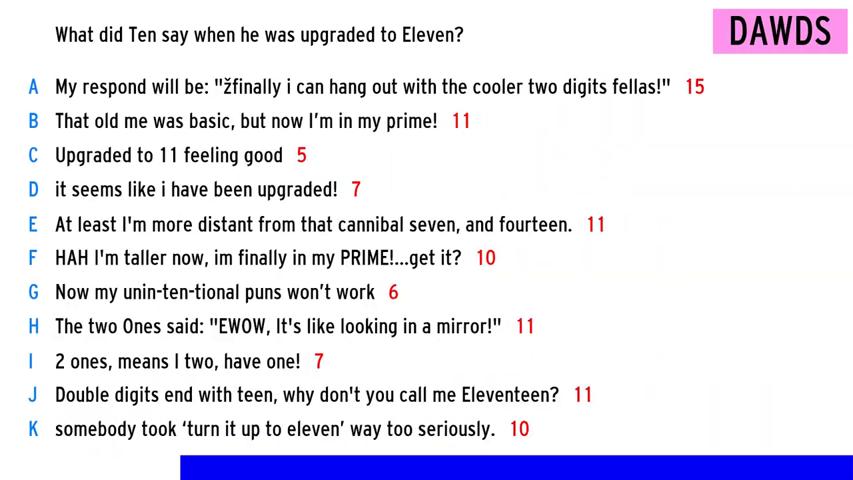 What did Ten say when he was upgraded to Eleven?
DAWDS
A My respond will be: "žfinally i can hang out with the cooler two digits fellas!" 15
B That old me was basic, but now I'm in my prime! 11
C Upgraded to 11 feeling good 5
D it seems like i have been upgraded! 7
E At least I'm more distant from that cannibal seven, and fourteen. 11
F HAH I'm taller now, im finally in my PRIME!...get it? 10
G Now my unin-ten-tional puns won't work 6
H The two Ones said: "EWOW, It's like looking in a mirror!" 11
I 2 ones, means I two, have one! 7
J Double digits end with teen, why don't you call me Eleventeen? 11
K somebody took ‘turn it up to eleven’ way too seriously. 10